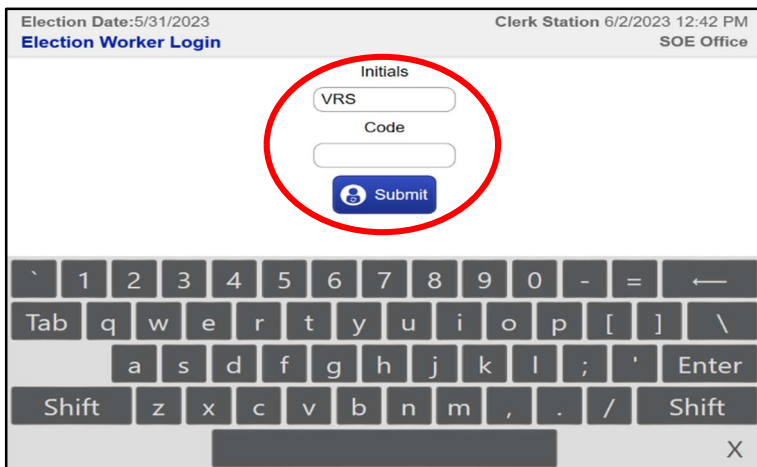 Election Date:5/31/2023 Clerk Station 6/2/2023 12:42 PM
Election Worker Login SOE Office
Initials
VRS
Code
Submit
` 1 2 3 4 5 6 7 8 9 0 - = ←
Tab q w e r t y u i o p [ ] \
a s d f g h j k l ; ' Enter
Shift z x c v b n m , . / Shift
X